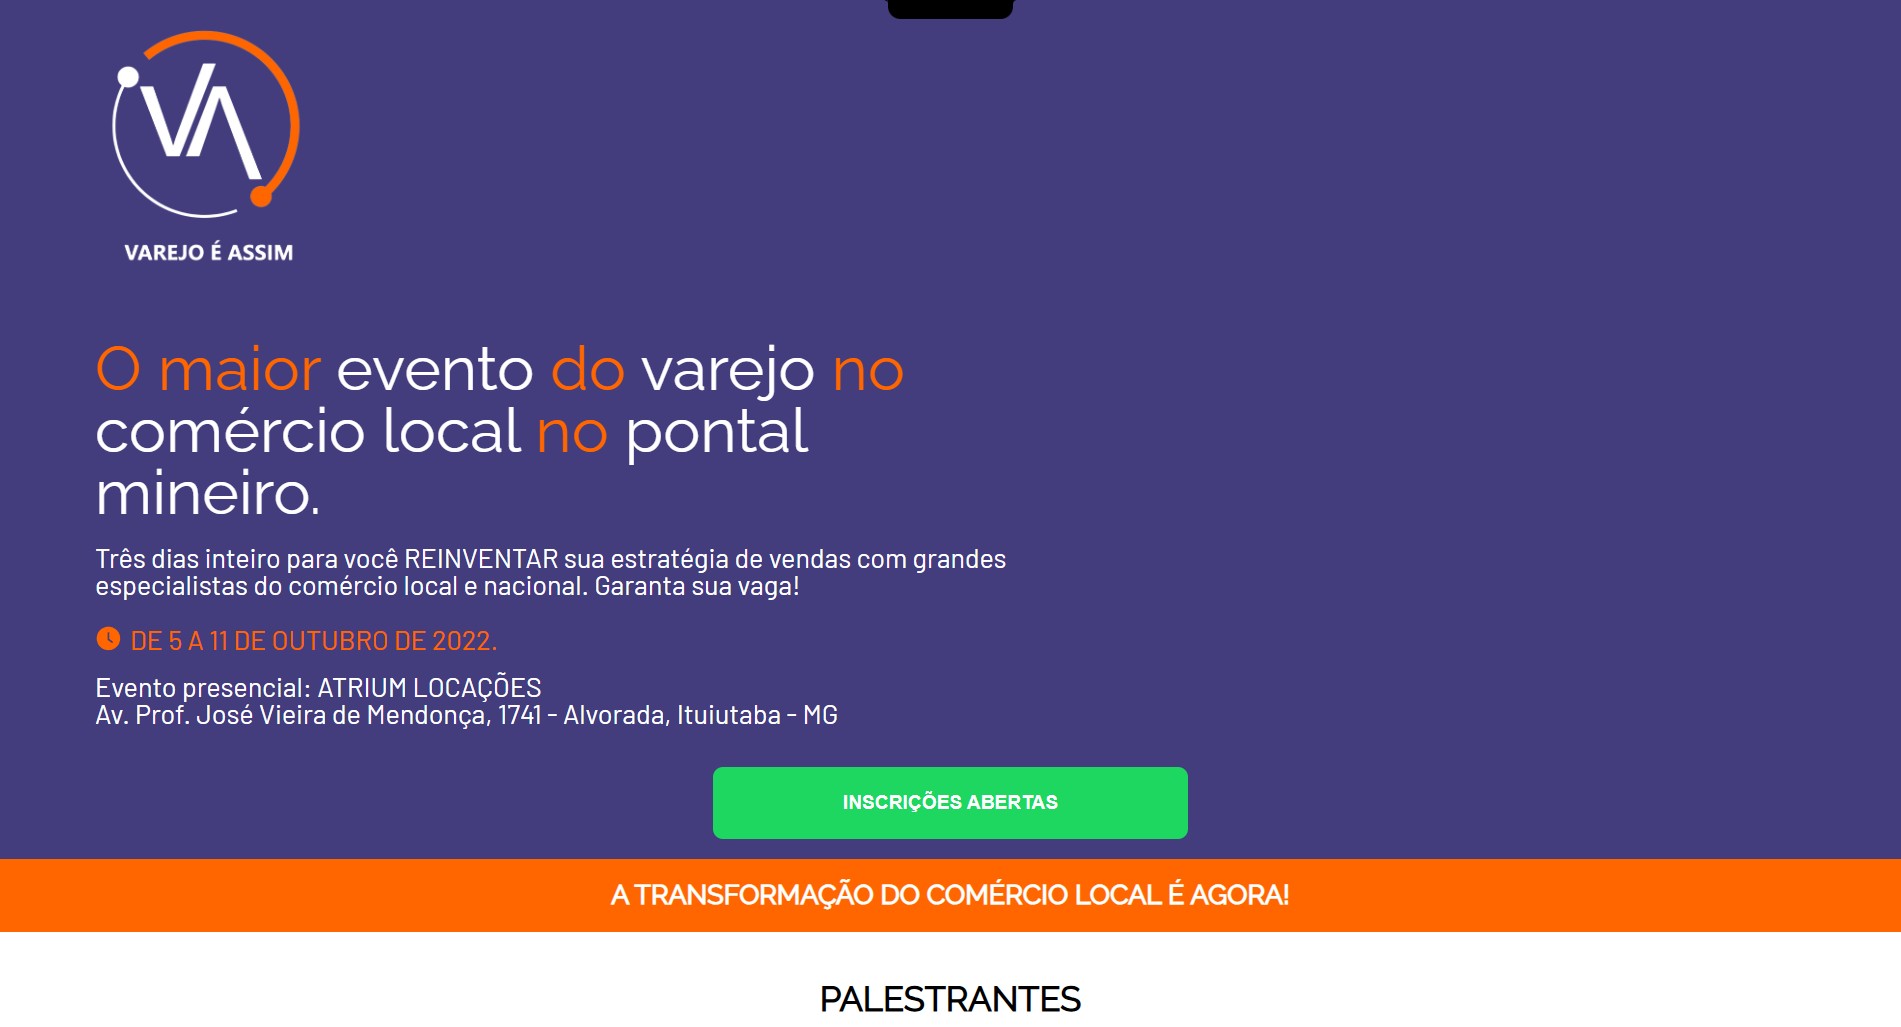 VA
VAREJO É ASSIM
O maior evento do varejo no
comércio local no pontal
mineiro.
Três dias inteiro para você REINVENTAR sua estratégia de vendas com grandes
especialistas do comércio local e nacional. Garanta sua vaga!
DE 5 A 11 DE OUTUBRO DE 2022.
Evento presencial: ATRIUM LOCAÇÕES
Av. Prof. José Vieira de Mendonça, 1741 - Alvorada, Ituiutaba - MG
INSCRIÇÕES ABERTAS
A TRANSFORMAÇÃO DO COMÉRCIO LOCAL É AGORA!
PALESTRANTES